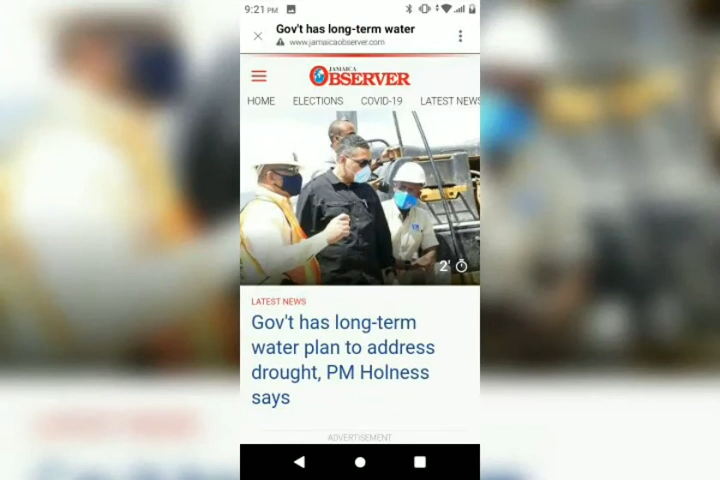 9:21 PM
Gov't has long-term water
www.jamaicaobserver.com
JAMAICA
OBSERVER
HOME ELECTIONS COVID-19 LATEST NEWS
2'
LATEST NEWS
Gov't has long-term
water plan to address
drought, PM Holness
says
ADVERTISEMENT